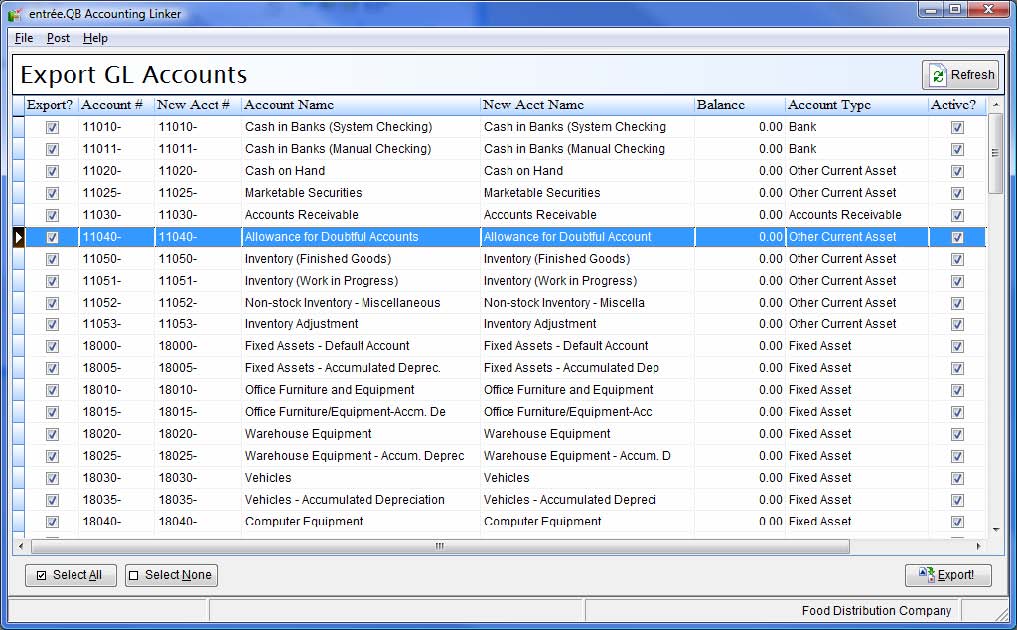 entrée.QB Accounting Linker
File Post Help
Export GL Accounts
Refresh
Export? Account # New Acct # Account Name New Acct Name Balance Account Type Active?
11010- 11010- Cash in Banks (System Checking) Cash in Banks (System Checking 0.00 Bank
11011- 11011- Cash in Banks (Manual Checking) Cash in Banks (Manual Checking 0.00 Bank
11020- 11020- Cash on Hand Cash on Hand 0.00 Other Current Asset
11025- 11025- Marketable Securities Marketable Securities 0.00 Other Current Asset
11030- 11030- Accounts Receivable Accounts Receivable 0.00 Accounts Receivable
11040- 11040- Allowance for Doubtful Accounts Allowance for Doubtful Account 0.00 Other Current Asset
11050- 11050- Inventory (Finished Goods) Inventory (Finished Goods) 0.00 Other Current Asset
11051- 11051- Inventory (Work in Progress) Inventory (Work in Progress) 0.00 Other Current Asset
11052- 11052- Non-stock Inventory - Miscellaneous Non-stock Inventory - Miscella 0.00 Other Current Asset
11053- 11053- Inventory Adjustment Inventory Adjustment 0.00 Other Current Asset
18000- 18000- Fixed Assets - Default Account Fixed Assets - Default Account 0.00 Fixed Asset
18005- 18005- Fixed Assets - Accumulated Deprec. Fixed Assets - Accumulated Dep 0.00 Fixed Asset
18010- 18010- Office Furniture and Equipment Office Furniture and Equipment 0.00 Fixed Asset
18015- 18015- Office Furniture/Equipment-Accm. De Office Furniture/Equipment-Acc 0.00 Fixed Asset
18020- 18020- Warehouse Equipment Warehouse Equipment 0.00 Fixed Asset
18025- 18025- Warehouse Equipment - Accum. Deprec Warehouse Equipment - Accum. D 0.00 Fixed Asset
18030- 18030- Vehicles Vehicles 0.00 Fixed Asset
18035- 18035- Vehicles - Accumulated Depreciation Vehicles - Accumulated Depreci 0.00 Fixed Asset
18040- 18040- Computer Equipment Computer Equipment 0.00 Fixed Asset
Select All Select None Export!
Food Distribution Company